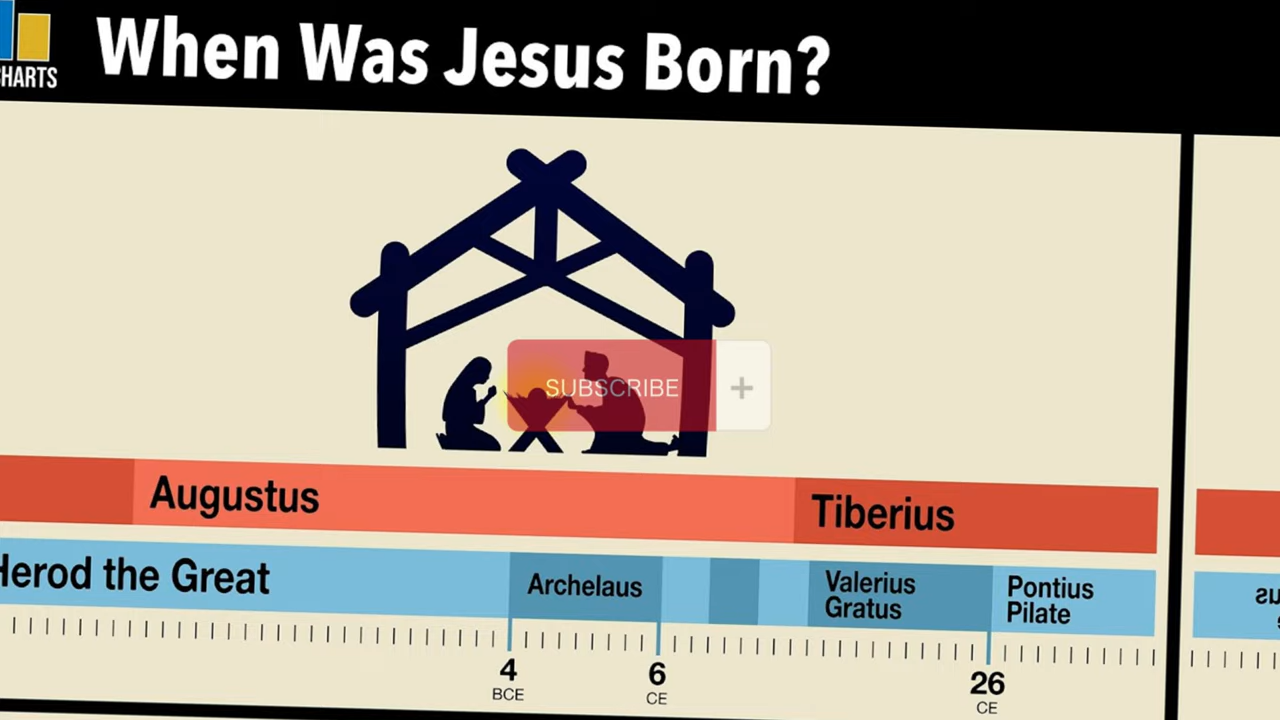 CHARTS
When Was Jesus Born?
SUBSCRIBE
Augustus
Tiberius
Herod the Great
Archelaus
Valerius
Gratus
Pontius
Pilate
4
BCE
6
CE
26
CE